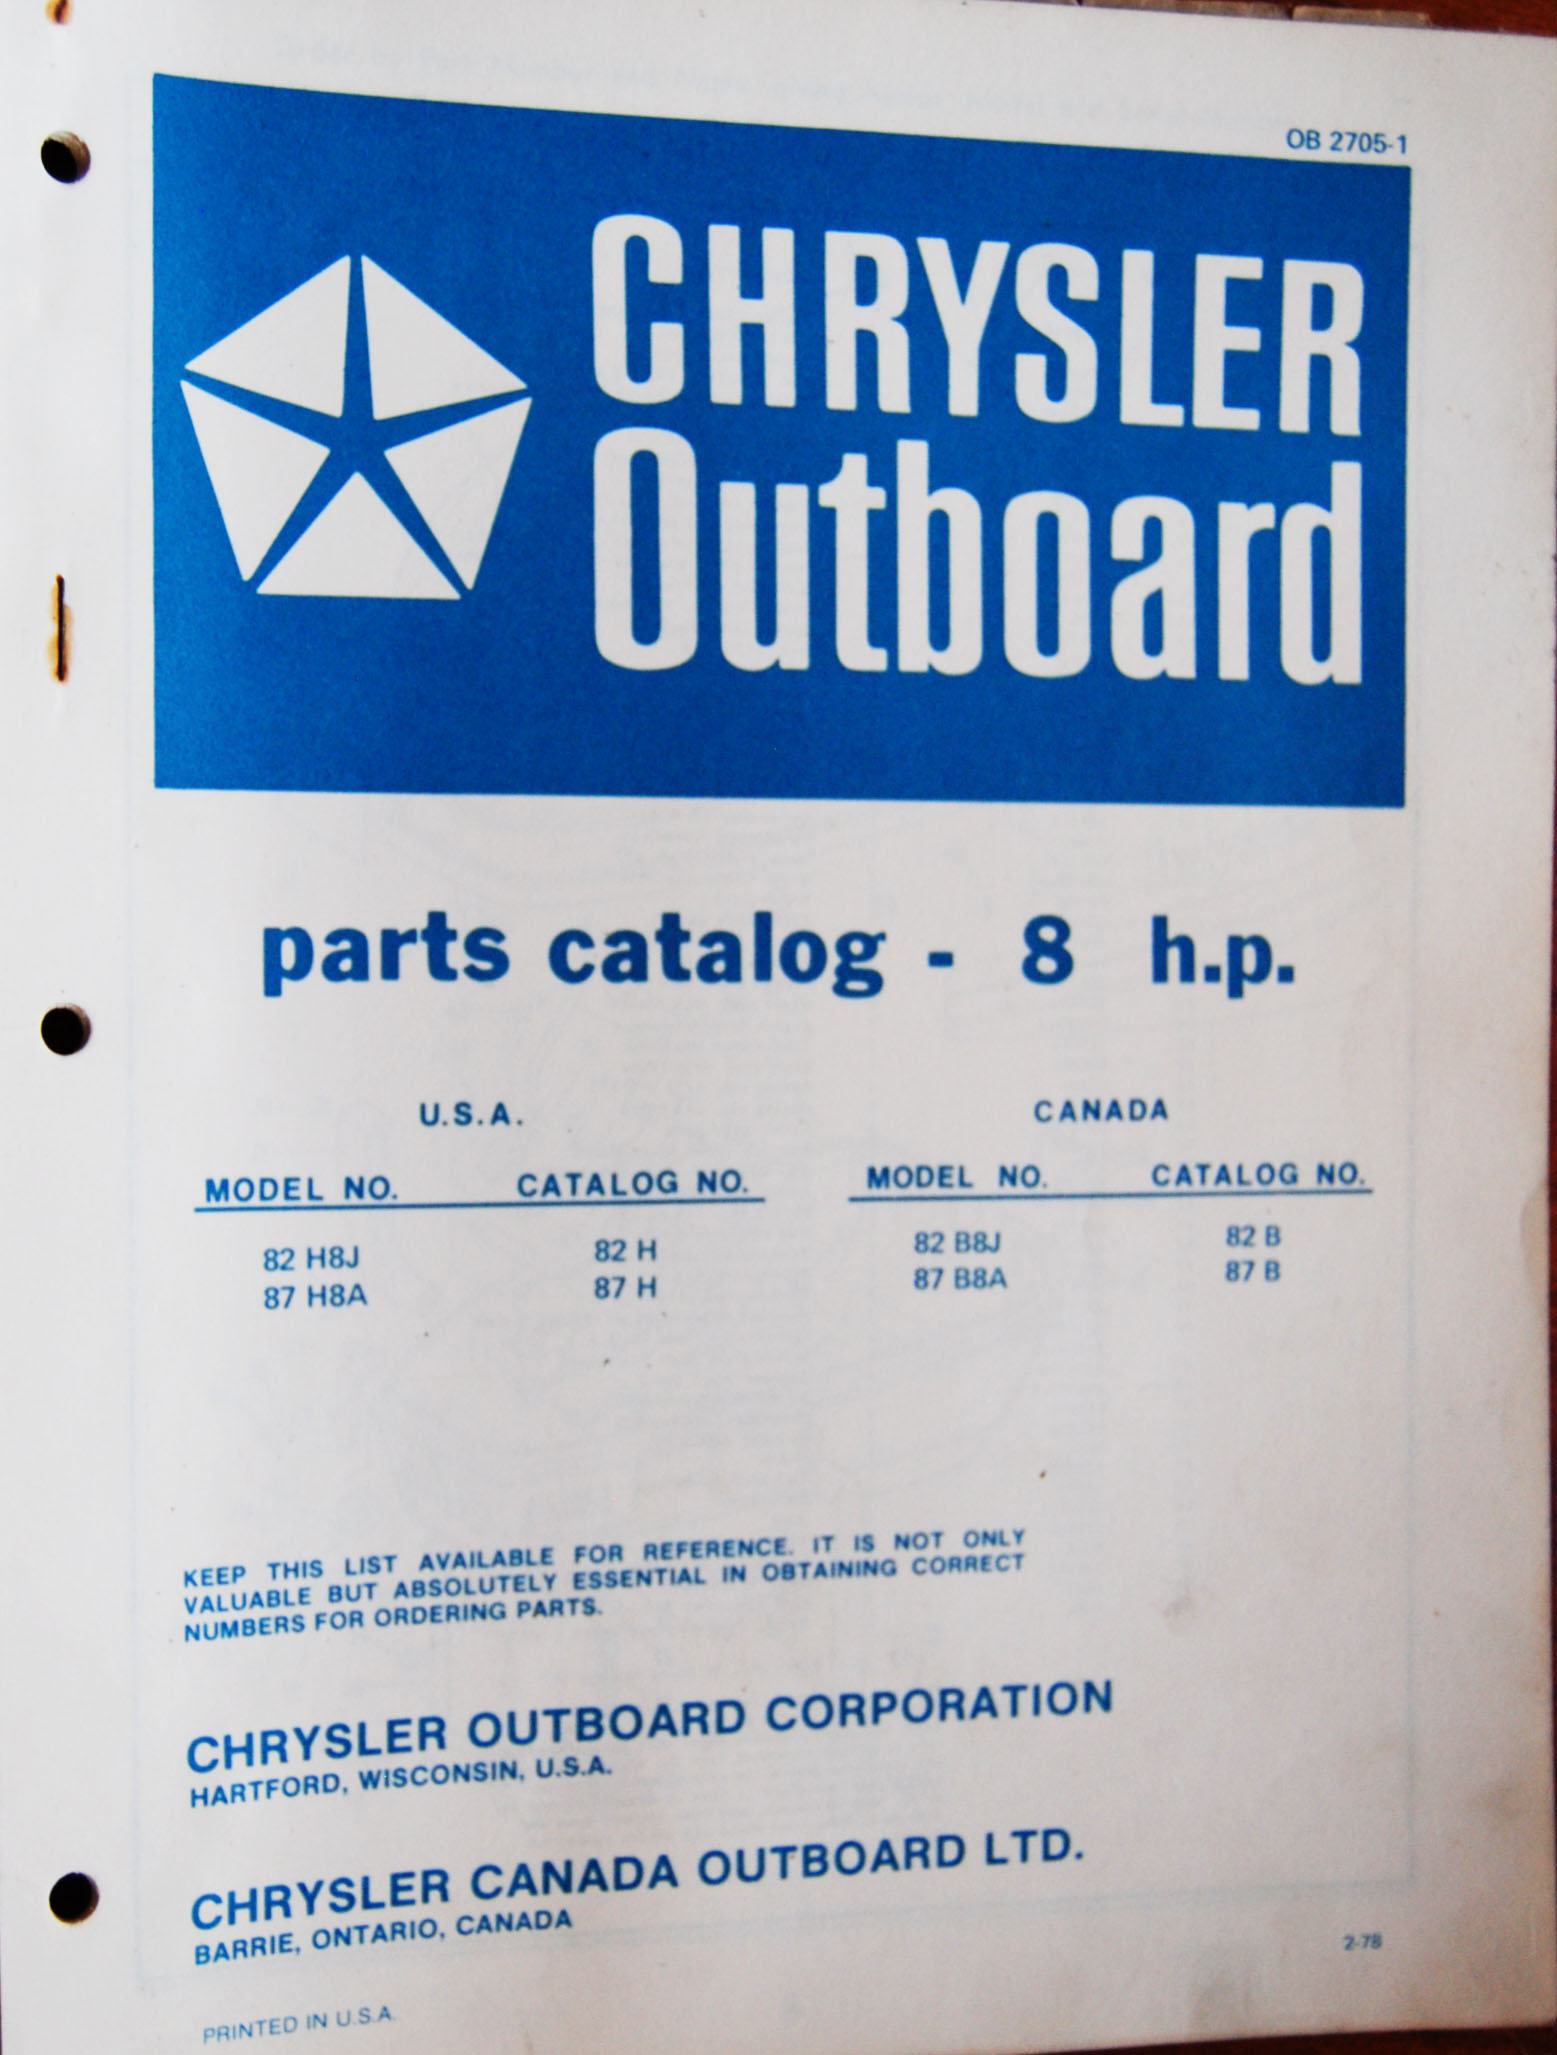 OB 2705-1
CHRYSLER
Outboard
parts catalog - 8 h.p.
U.S.A.
MODEL NO. CATALOG NO.
82 H8J 82 H
87 H8A 87 H
CANADA
MODEL NO. CATALOG NO.
82 B8J 82 B
87 B8A 87 B
KEEP THIS LIST AVAILABLE FOR REFERENCE. IT IS NOT ONLY
VALUABLE BUT ABSOLUTELY ESSENTIAL IN OBTAINING CORRECT
NUMBERS FOR ORDERING PARTS.
CHRYSLER OUTBOARD CORPORATION
HARTFORD, WISCONSIN, U.S.A.
CHRYSLER CANADA OUTBOARD LTD.
BARRIE, ONTARIO, CANADA
2-78
PRINTED IN U.S.A.